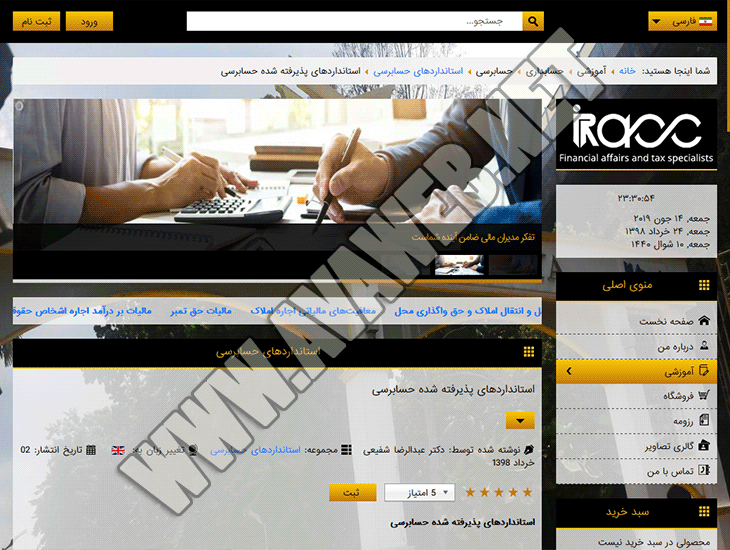 فارسی
جستجو...
ورود
ثبت نام
شما اینجا هستید: خانه آموزشی حسابداری حسابرسی استانداردهای حسابرسی استانداردهای پذیرفته شده حسابرسی
iraoc
Financial affairs and tax specialists
۲۳:۳۰:۵۴
جمعه, ۱۴ جون ۲۰۱۹
جمعه, ۲۴ خرداد ۱۳۹۸
جمعه, ۱۰ شوال ۱۴۴۰
منوی اصلی
صفحه نخست
درباره من
آموزشی
فروشگاه
رزومه
گالری تصاویر
تماس با من
سبد خرید
محصولی در سبد خرید نیست
تفکر مدیران مالی ضامن آینده شماست
و انتقال املاک و حق واگذاری محل معافیت‌های مالیاتی اجاره املاک مالیات حق تمبر مالیات بر درآمد اجاره اشخاص
استانداردهای حسابرسی
استانداردهای پذیرفته شده حسابرسی
نوشته شده توسط: دکتر عبدالرضا شفیعی مجموعه: استانداردهای حسابرسی تغییر زبان به: تاریخ انتشار: 02
خرداد 1398
5 امتیاز
ثبت
استانداردهای پذیرفته شده حسابرسی
WWW.AVAWEB.NET